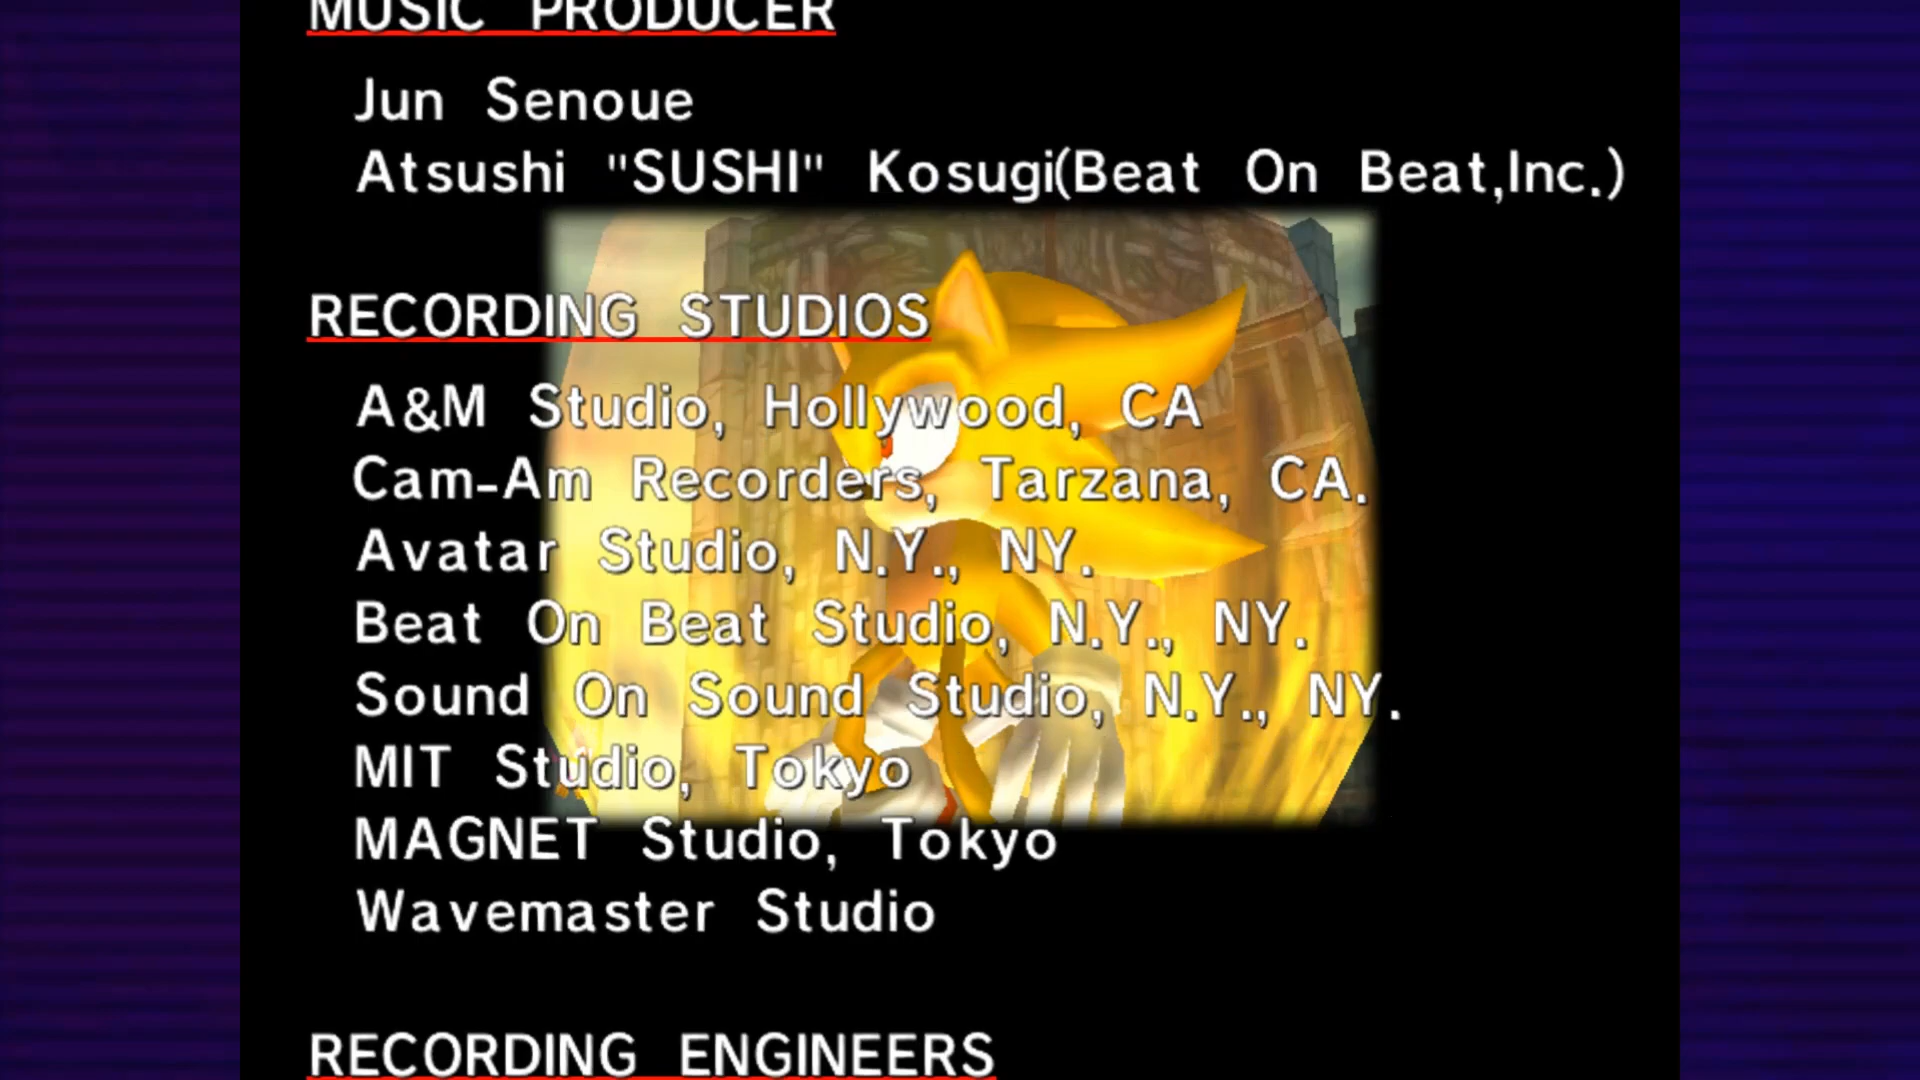 MUSIC PRODUCER
Jun Senoue
Atsushi "SUSHI" Kosugi(Beat On Beat,Inc.)
RECORDING STUDIOS
A&M Studio, Hollywood, CA
Cam-Am Recorders, Tarzana, CA.
Avatar Studio, N.Y., NY.
Beat On Beat Studio, N.Y., NY.
Sound On Sound Studio, N.Y., NY.
MIT Studio, Tokyo
MAGNET Studio, Tokyo
Wavemaster Studio
RECORDING ENGINEERS